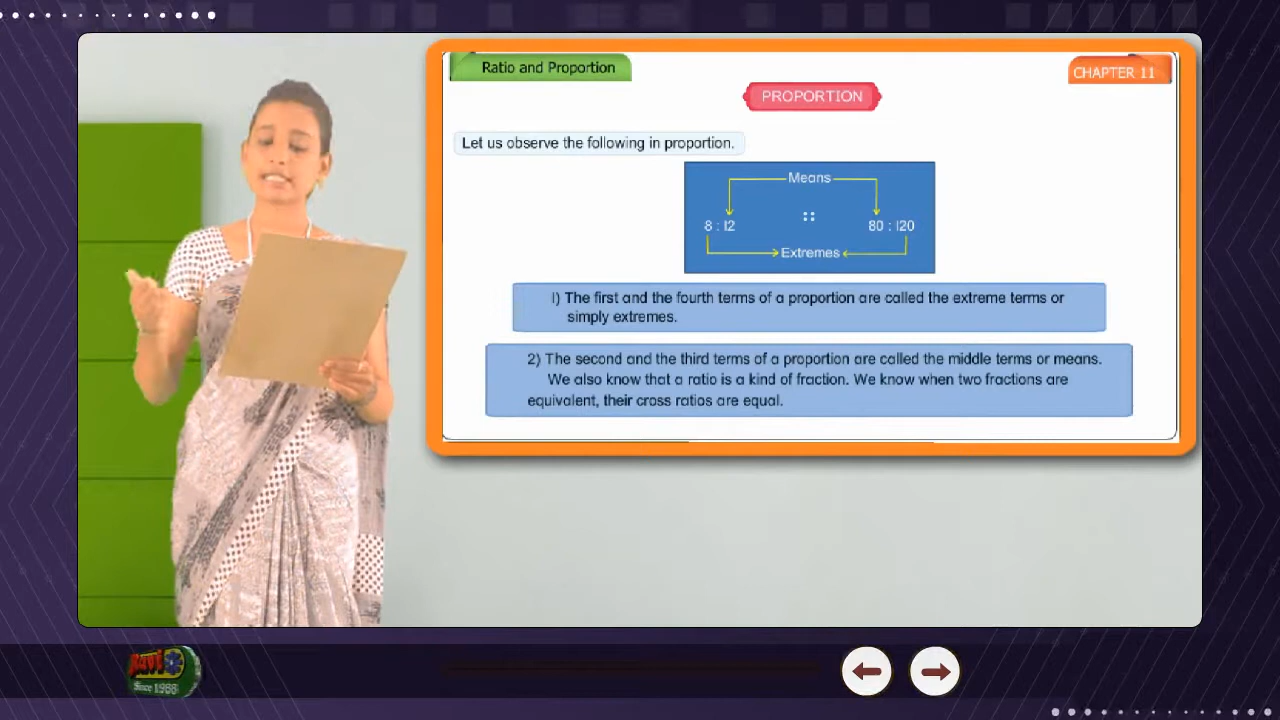 Ratio and Proportion
CHAPTER 11
PROPORTION
Let us observe the following in proportion.
Means
8 : I2 :: 80 : I20
Extremes
I) The first and the fourth terms of a proportion are called the extreme terms or
simply extremes.
2) The second and the third terms of a proportion are called the middle terms or means.
We also know that a ratio is a kind of fraction. We know when two fractions are
equivalent, their cross ratios are equal.
Ravi
Since 1988